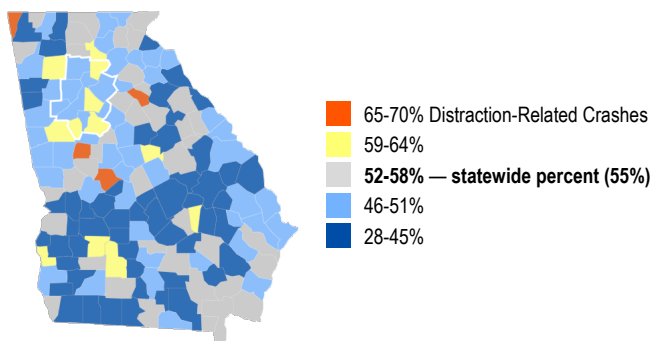 65-70% Distraction-Related Crashes
59-64%
52-58% — statewide percent (55%)
46-51%
28-45%